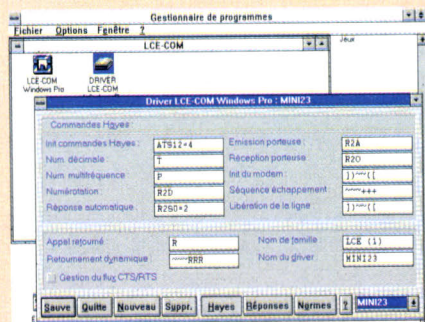 Gestionnaire de programmes
Fichier Options Fenêtre ?
LCE-COM
Jeux
LCE-COM Windows Pro
DRIVER LCE-COM
Driver LCE-COM Windows Pro : MINI23
Commandes Hayes :
Init commandes Hayes : ATS12=4
Emission porteuse : R2A
Num. décimale : T
Réception porteuse : R2O
Num. multifréquence : P
Init du modem : ])~~([
Numérotation : R2D
Séquence échappement : ~~~+++
Réponse automatique : R2S0=2
Libération de la ligne : ])~~([
Appel retourné R
Nom de famille : LCE (1)
Retournement dynamique ~~~RRR
Nom du driver : MINI23
Gestion du flux CTS/RTS
Sauve Quitte Nouveau Suppr. Hayes Réponses Normes ? MINI23